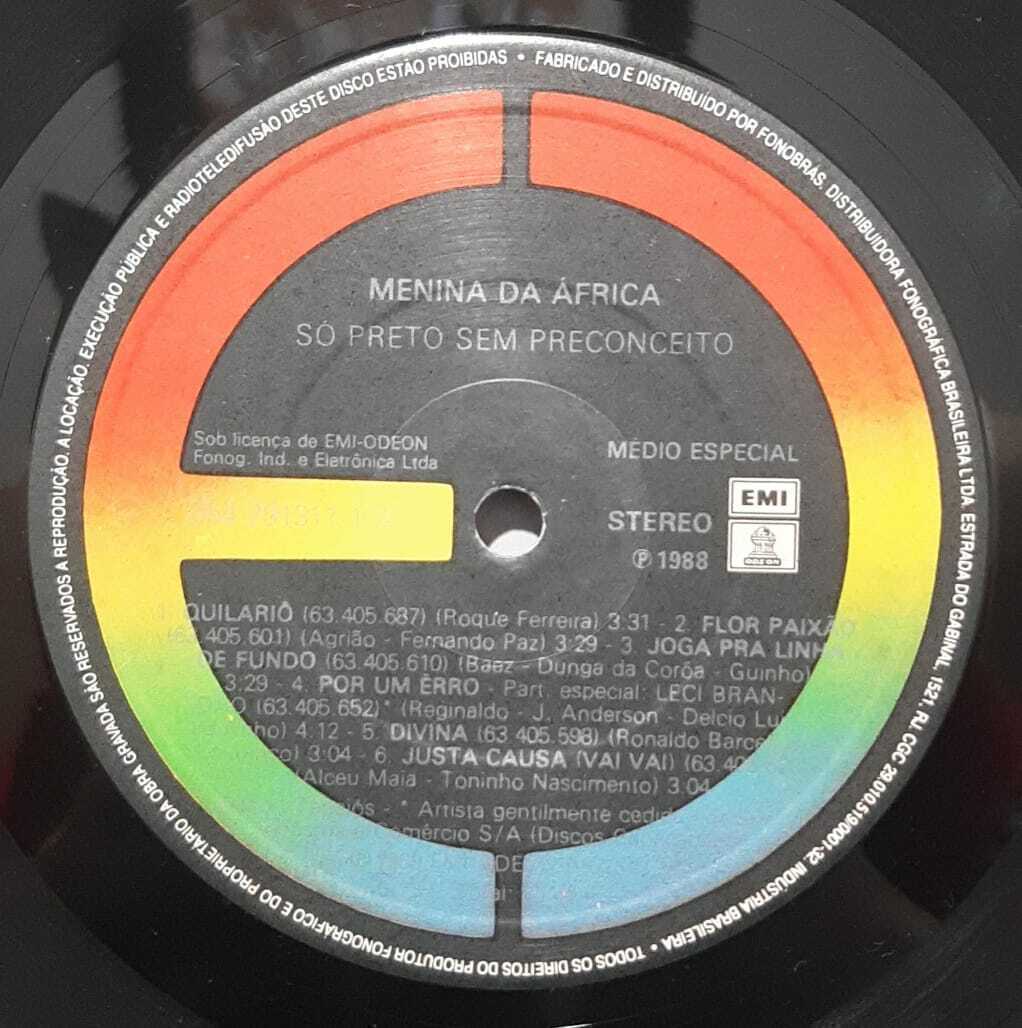 A REPRODUÇÃO. A LOCAÇÃO. EXECUÇÃO PÚBLICA E RADIOTELEDIFUSÃO DESTE DISCO ESTÃO PROIBIDAS • FABRICADO E DISTRIBUÍDO POR FONOBRÁS. DISTRIBUIDORA FONOGRÁFICA BRASILEIRA LTDA. ESTRADA DO GABINAL, 1521, RJ, CGC 29.010.519/0001-32. INDÚSTRIA BRASILEIRA • TODOS OS DIREITOS DO PRODUTOR FONOGRÁFICO E DO PROPRIETÁRIO DA OBRA GRAVADA SÃO RESERVADOS
MENINA DA ÁFRICA
SÓ PRETO SEM PRECONCEITO
Sob licença de EMI-ODEON
Fonog. Ind. e Eletrônica Ltda
MÉDIO ESPECIAL
EMI
STEREO
ODEON
℗ 1988
QUILARIÔ (63 405 687) (Roque Ferreira) 3:31 - 2. FLOR PAIXÃO
(63.405.601) (Agrião - Fernando Paz) 3:29 - 3. JOGA PRA LINHA
DE FUNDO (63.405.610) (Baez - Dunga da Corôa - Guinho)
3:29 - 4. POR UM ÊRRO - Part. especial: LECI BRAN-
(63.405.652)* (Reginaldo - J. Anderson - Delcio
4:12 - 5. DIVINA (63 405.598) (Ronaldo
3:04 - 6. JUSTA CAUSA (VAI VAI) (63
(Alceu Maia - Toninho Nascimento) 3:04
* Artista gentilmente
Comércio S/A (Discos